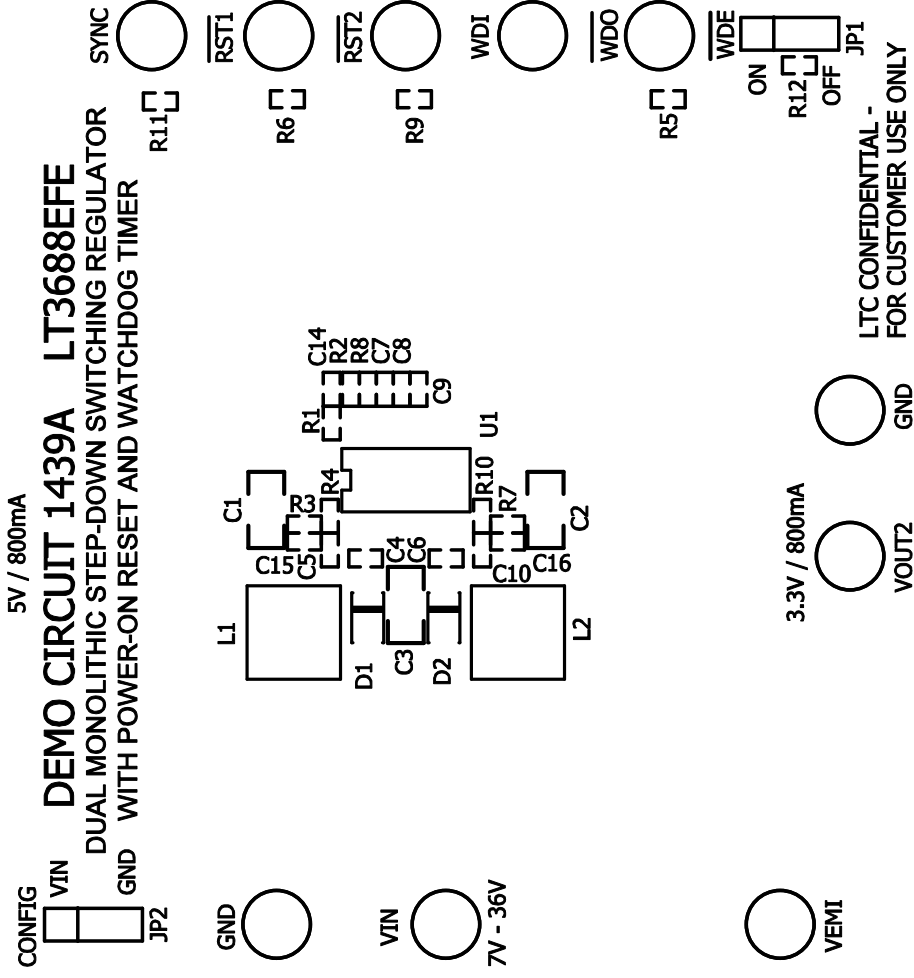 5V / 800mA
DEMO CIRCUIT 1439A LT3688EFE
DUAL MONOLITHIC STEP-DOWN SWITCHING REGULATOR
WITH POWER-ON RESET AND WATCHDOG TIMER
CONFIG
VIN
GND
JP2
GND
VIN
7V - 36V
VEMI
SYNC
R11
RST1
R6
RST2
R9
WDI
WDO
R5
WDE
ON
R12
OFF
JP1
L1
C1
C15
R3
C5
R4
R1
C14
R2
R8
C7
C8
C9
U1
D1
C3
C4
C6
D2
R10
R7
C10
C16
C2
L2
3.3V / 800mA
VOUT2
GND
LTC CONFIDENTIAL -
FOR CUSTOMER USE ONLY